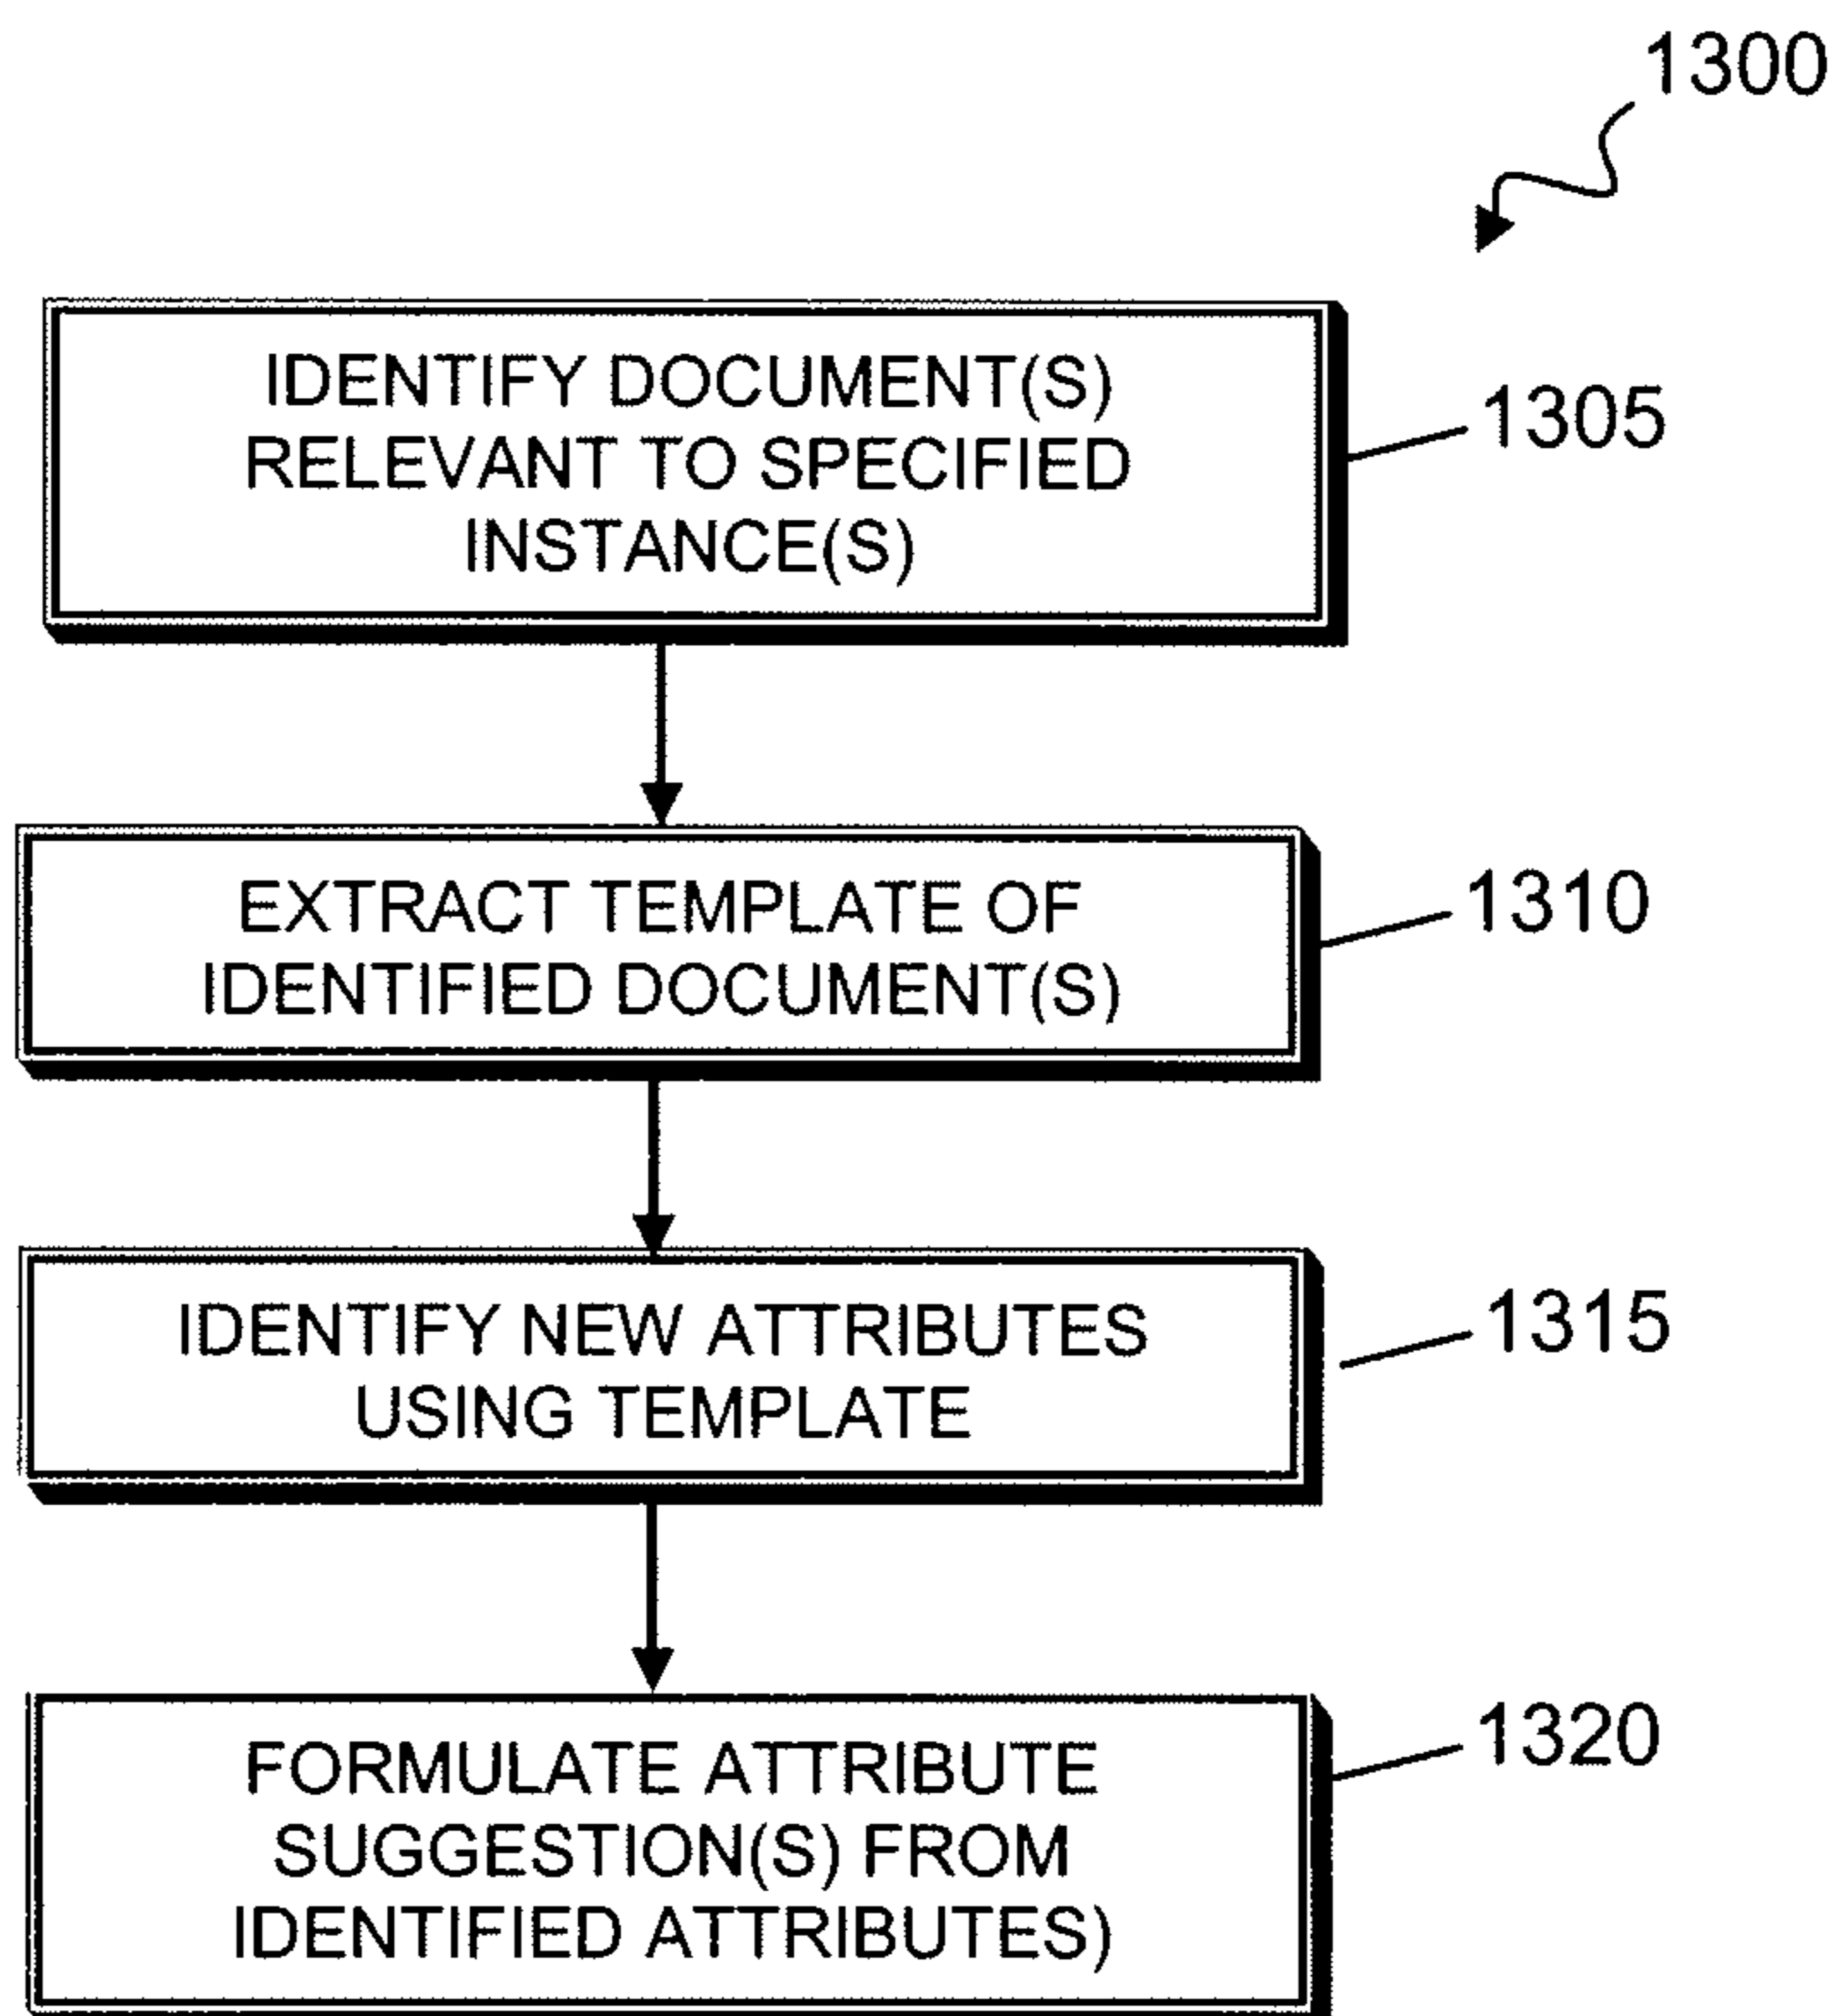 1300
IDENTIFY DOCUMENT(S)
RELEVANT TO SPECIFIED
INSTANCE(S)
1305
EXTRACT TEMPLATE OF
IDENTIFIED DOCUMENT(S)
1310
IDENTIFY NEW ATTRIBUTES
USING TEMPLATE
1315
FORMULATE ATTRIBUTE
SUGGESTION(S) FROM
IDENTIFIED ATTRIBUTES)
1320